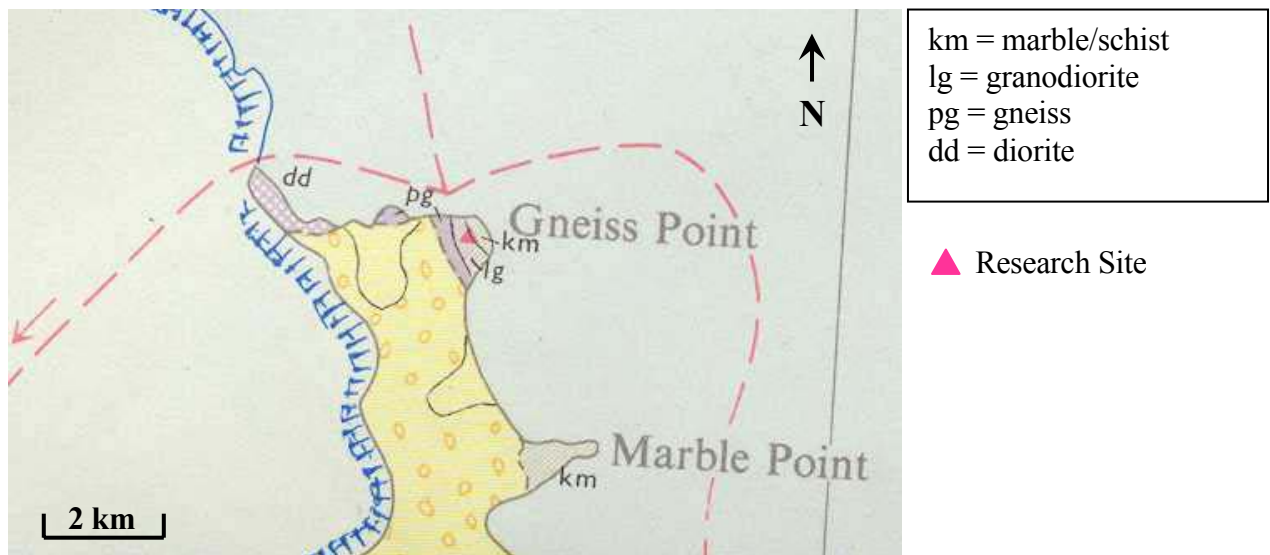 dd
pg
Gneiss Point
km
lg
Marble Point
km
2 km
N
km = marble/schist
lg = granodiorite
pg = gneiss
dd = diorite
Research Site